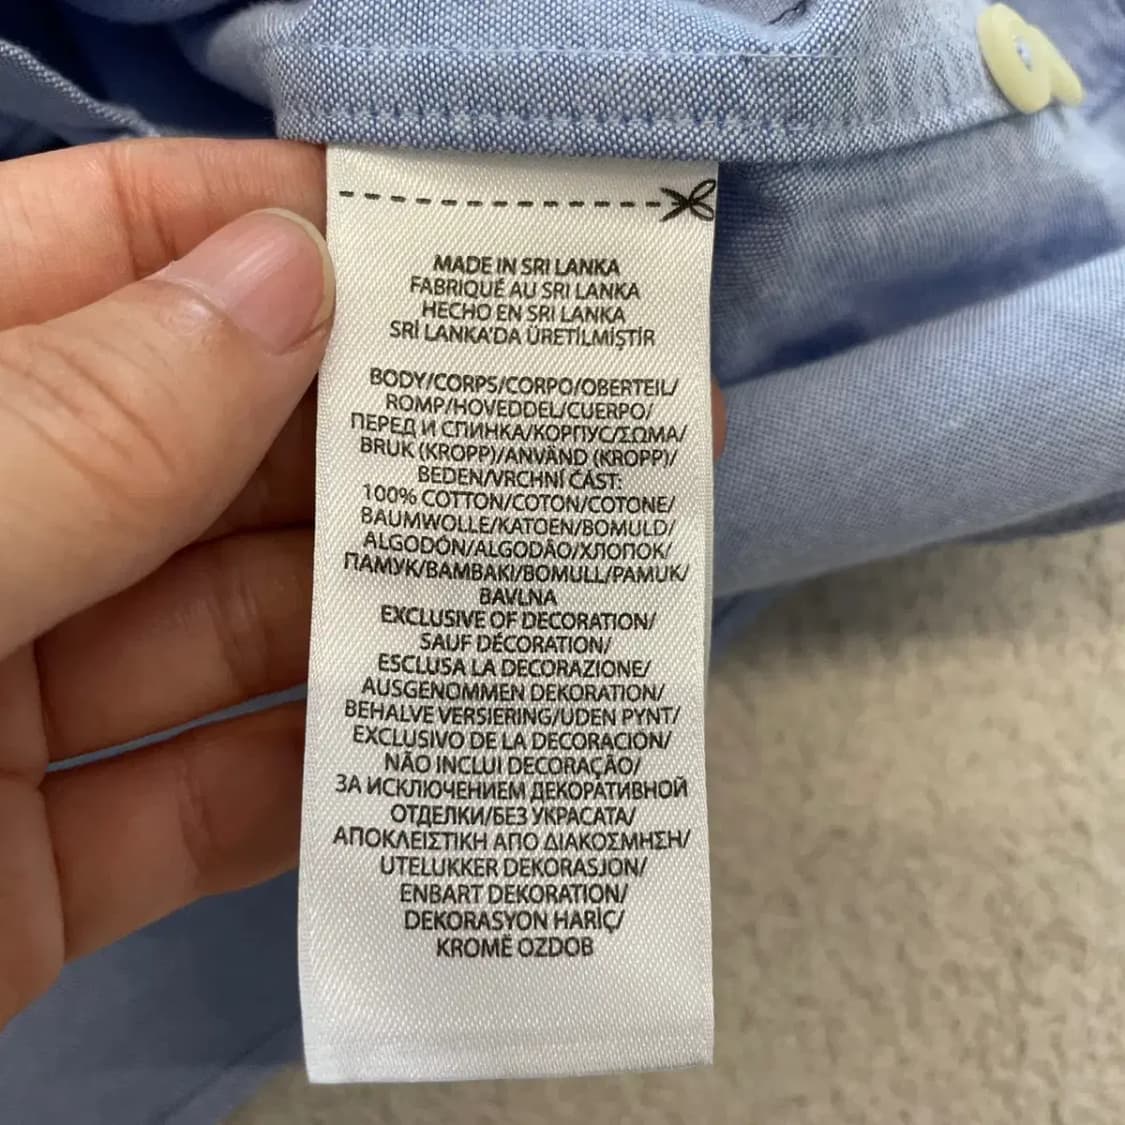 MADE IN SRI LANKA
FABRIQUÉ AU SRI LANKA
HECHO EN SRI LANKA
SRİ LANKA'DA ÜRETİLMİŞTİR
BODY/CORPS/CORPO/OBERTEIL/
ROMP/HOVEDDEL/CUERPO/
ПЕРЕД И СПИНКА/КОРПУС/ΣΩΜΑ/
BRUK (KROPP)/ANVÄND (KROPP)/
BEDEN/VRCHNÍ ČÁST:
100% COTTON/COTON/COTONE/
BAUMWOLLE/KATOEN/BOMULD/
ALGODÓN/ALGODÃO/ХЛОПОК/
ПАМУК/ΒΑΜΒΑΚΙ/BOMULL/PAMUK/
BAVLNA
EXCLUSIVE OF DECORATION/
SAUF DÉCORATION/
ESCLUSA LA DECORAZIONE/
AUSGENOMMEN DEKORATION/
BEHALVE VERSIERING/UDEN PYNT/
EXCLUSIVO DE LA DECORACION/
NÃO INCLUI DECORAÇÃO/
ЗА ИСКЛЮЧЕНИЕМ ДЕКОРАТИВНОЙ
ОТДЕЛКИ/БЕЗ УКРАСАТА/
ΑΠΟΚΛΕΙΣΤΙΚΗ ΑΠΟ ΔΙΑΚΟΣΜΗΣΗ/
UTELUKKER DEKORASJON/
ENBART DEKORATION/
DEKORASYON HARİÇ/
KROMĚ OZDOB